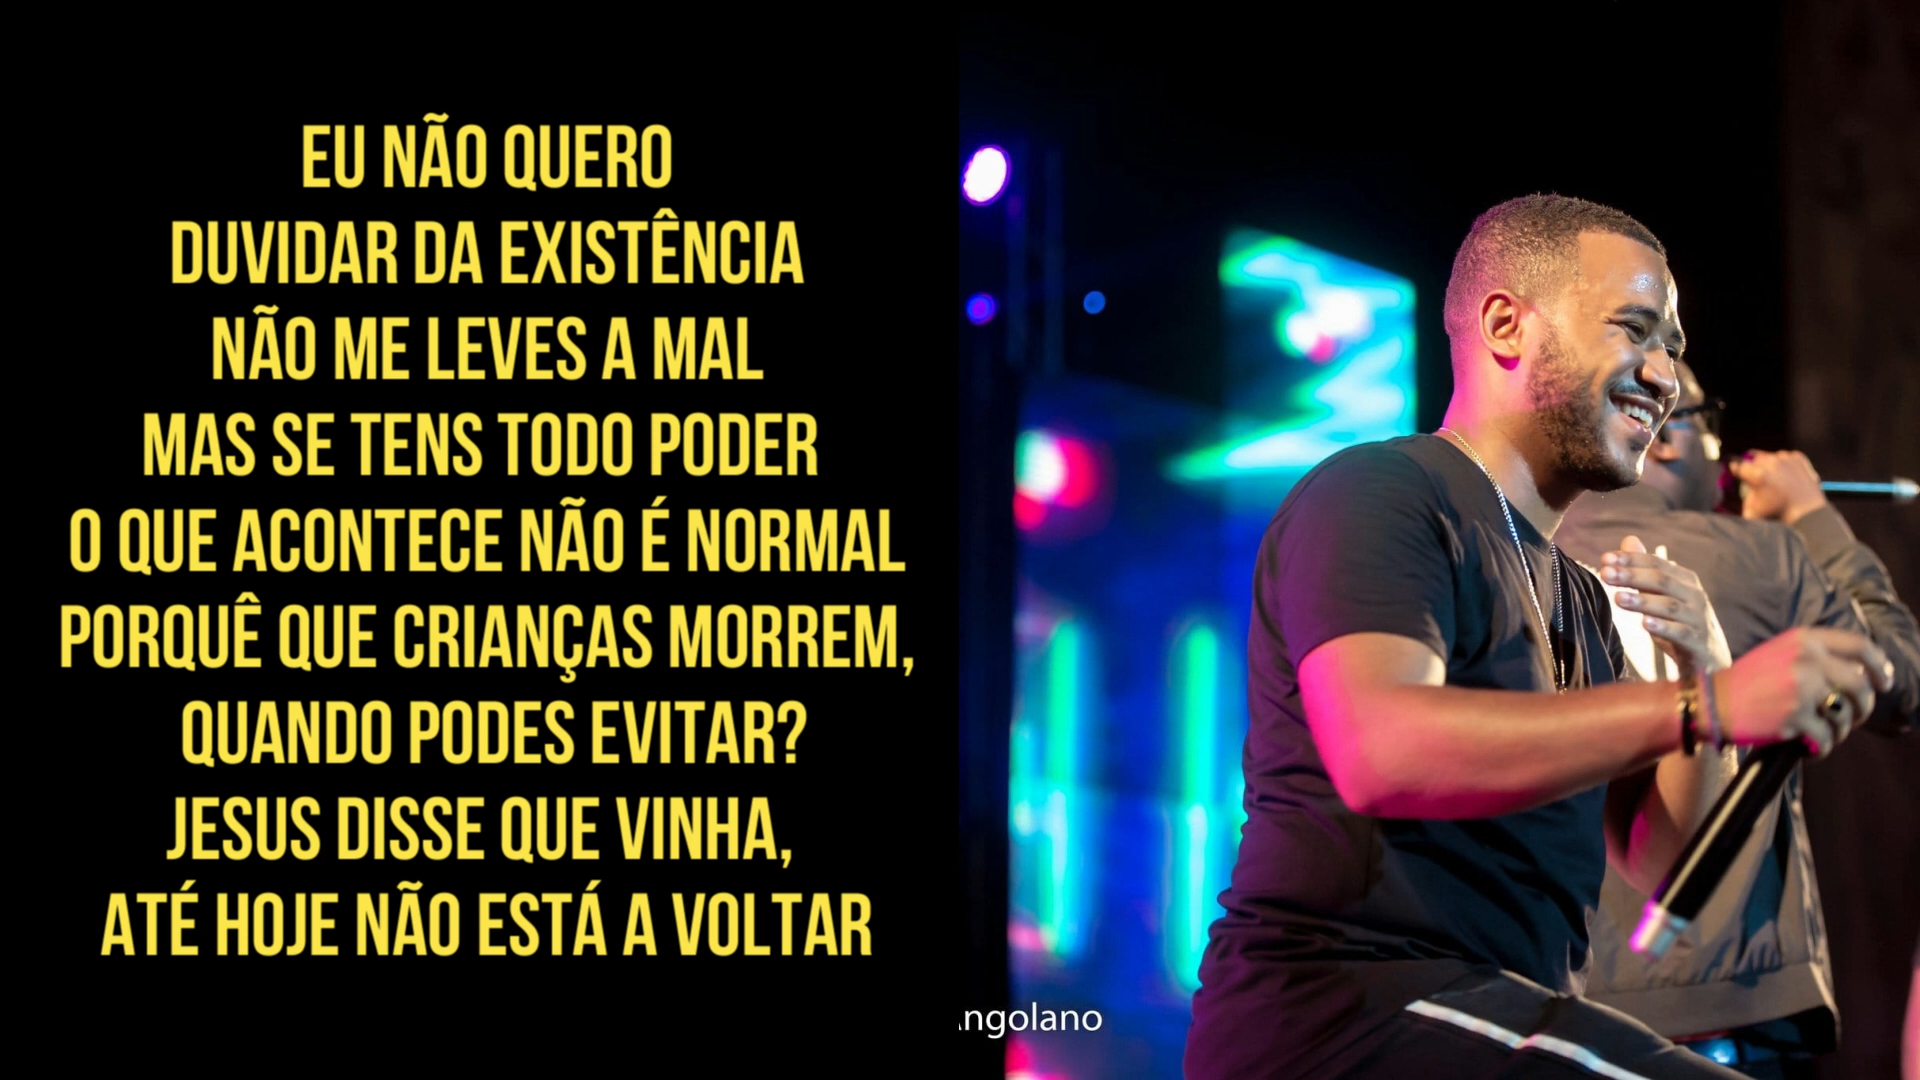 EU NÃO QUERO
DUVIDAR DA EXISTÊNCIA
NÃO ME LEVES A MAL
MAS SE TENS TODO PODER
O QUE ACONTECE NÃO É NORMAL
PORQUÊ QUE CRIANÇAS MORREM,
QUANDO PODES EVITAR?
JESUS DISSE QUE VINHA,
ATÉ HOJE NÃO ESTÁ A VOLTAR
ngolano